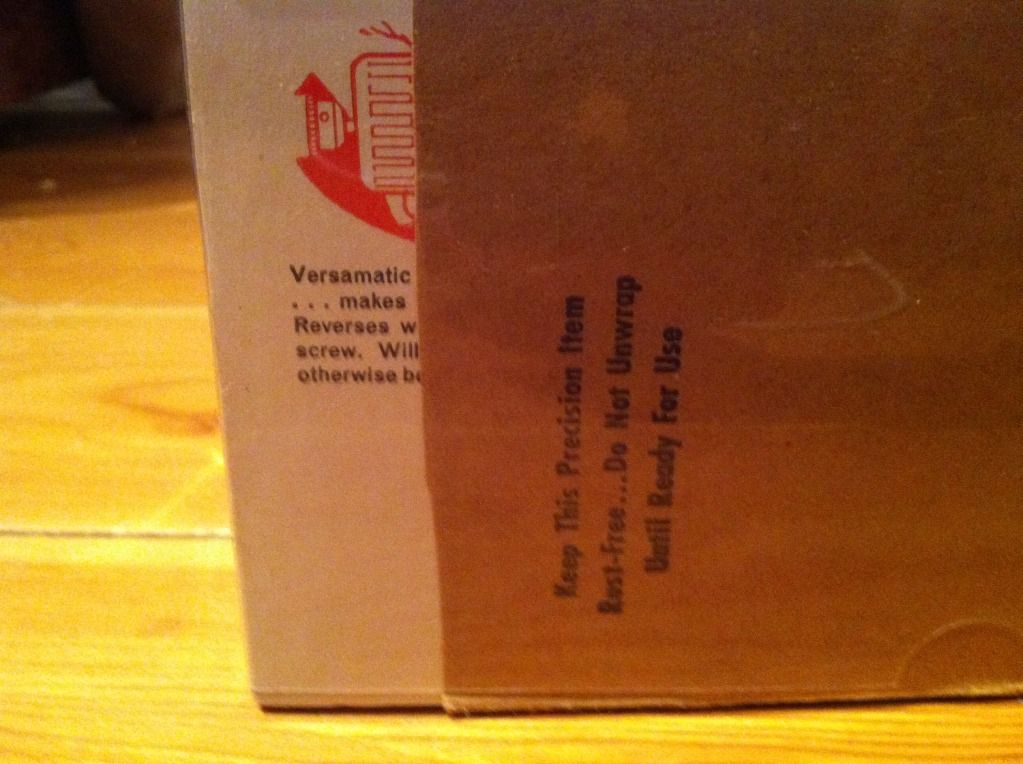 Versamatic
. . . makes
Reverses w
screw. Will
otherwise be
Keep This Precision Item
Rust-Free...Do Not Unwrap
Until Ready For Use